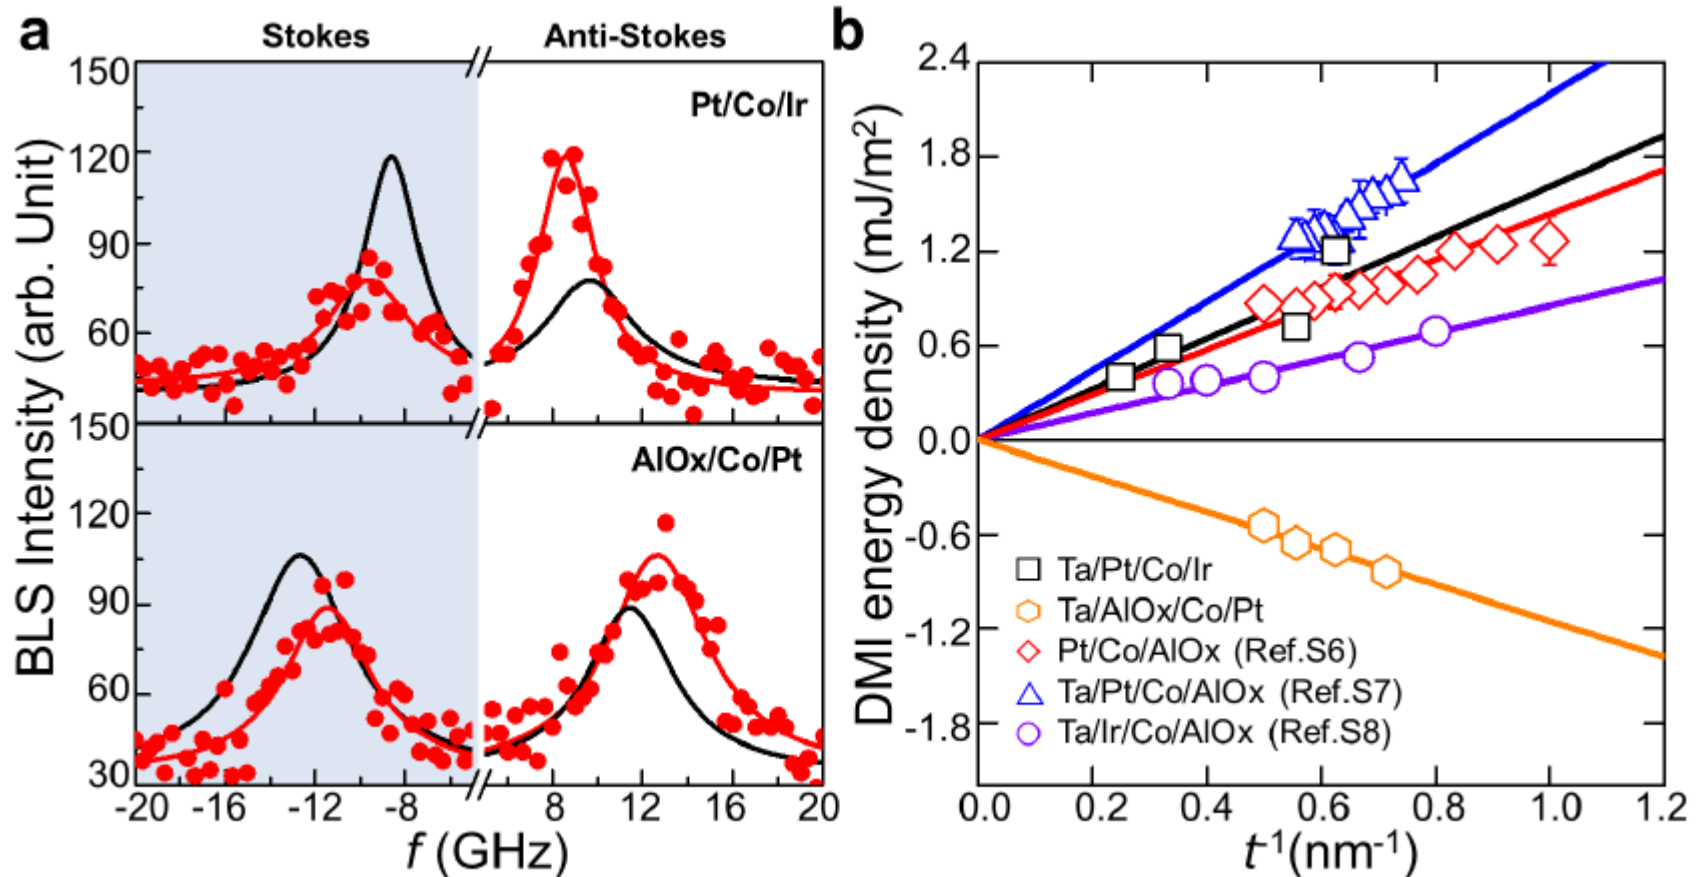 a
Stokes
Anti-Stokes
Pt/Co/Ir
150
120
90
60
AlOx/Co/Pt
150
120
90
60
30
-20 -16 -12 -8 8 12 16 20
BLS Intensity (arb. Unit)
f (GHz)
b
2.4
1.8
1.2
0.6
0.0
-0.6
-1.2
-1.8
DMI energy density (mJ/m²)
Ta/Pt/Co/Ir
Ta/AlOx/Co/Pt
Pt/Co/AlOx (Ref.S6)
Ta/Pt/Co/AlOx (Ref.S7)
Ta/Ir/Co/AlOx (Ref.S8)
0.0 0.2 0.4 0.6 0.8 1.0 1.2
t⁻¹(nm⁻¹)